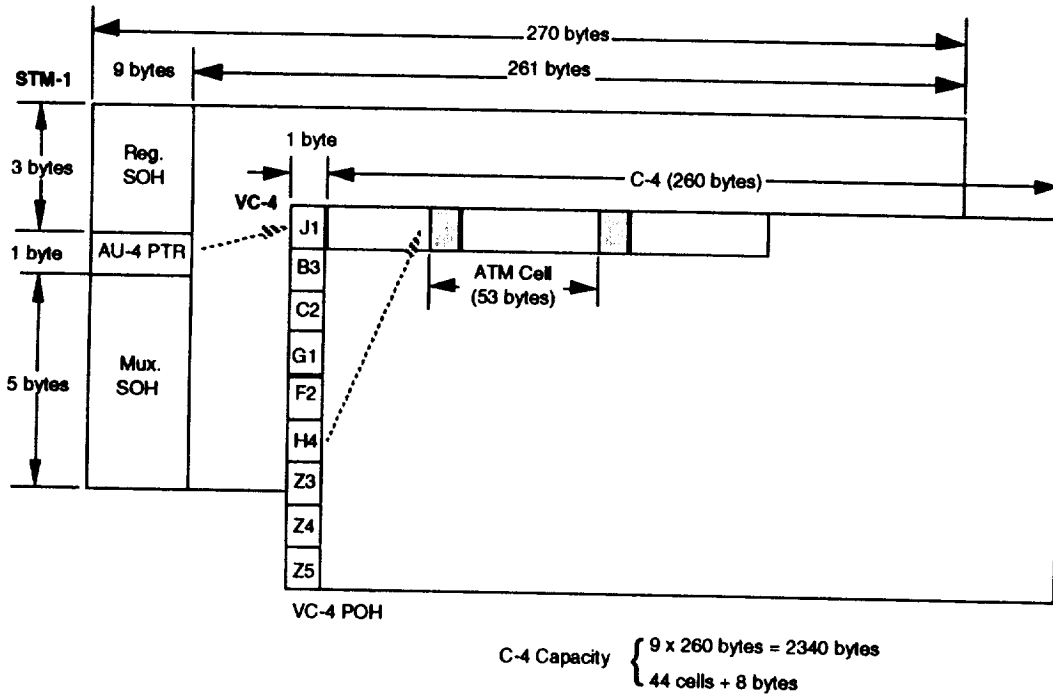 270 bytes
STM-1
9 bytes
261 bytes
1 byte
3 bytes
Reg.
SOH
C-4 (260 bytes)
VC-4
J1
1 byte
AU-4 PTR
B3
ATM Cell
(53 bytes)
C2
G1
5 bytes
Mux.
SOH
F2
H4
Z3
Z4
Z5
VC-4 POH
C-4 Capacity
9 x 260 bytes = 2340 bytes
44 cells + 8 bytes